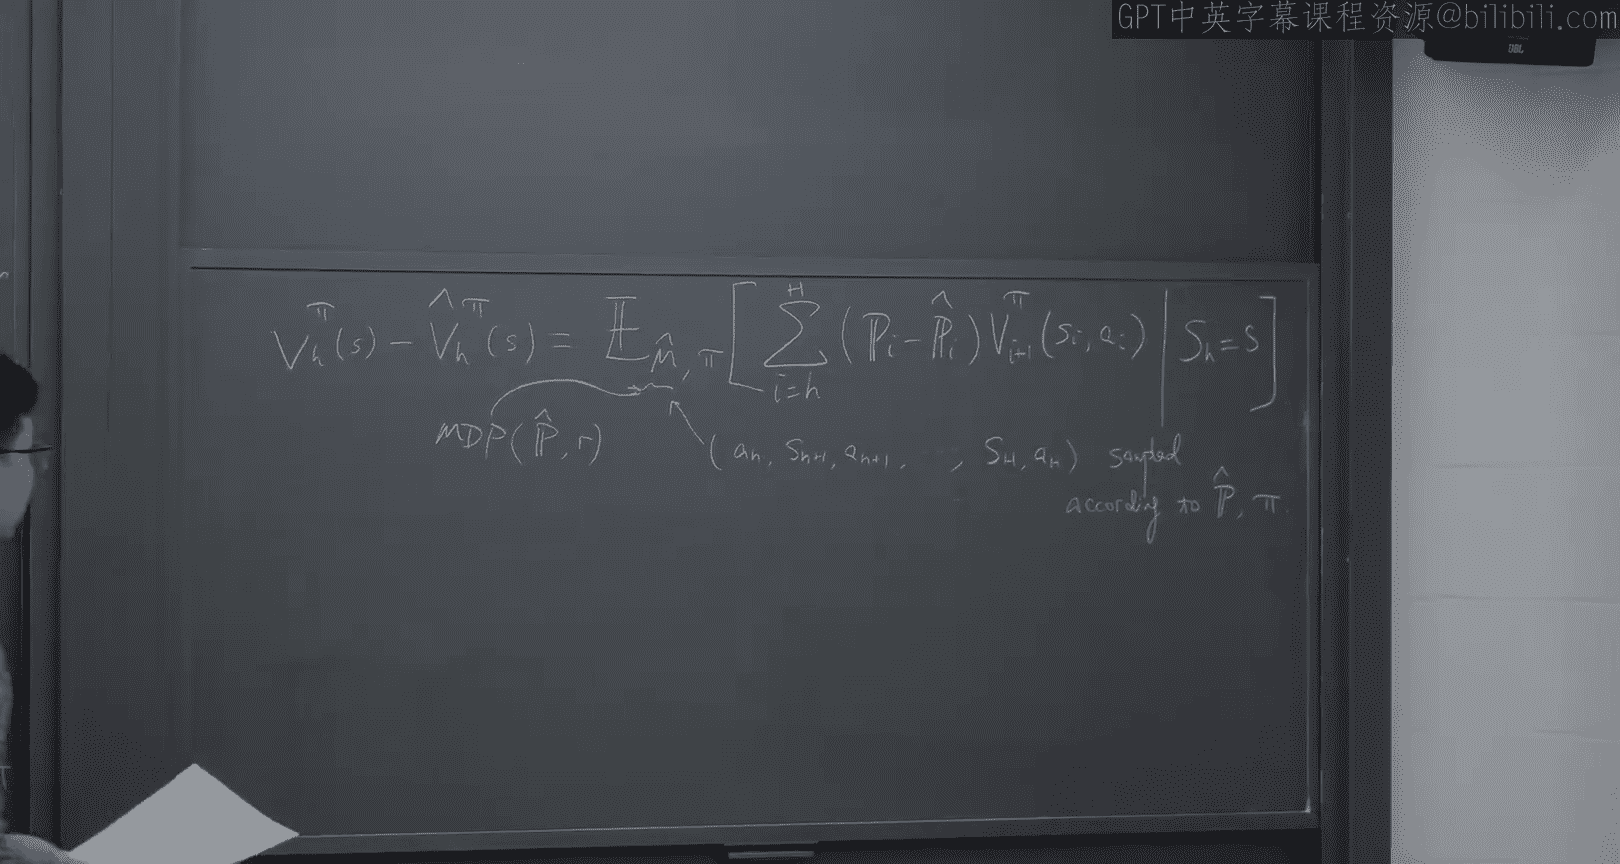 GPT中英字幕课程资源@bilibili.com
JBL
V_h^π(s) - V̂_h^π(s) = 𝔼_{M̂, π} [ ∑_{i=h}^{H} (ℙ_i - ℙ̂_i) V_{i+1}^π (s_i, a_i) | S_h = s ]
MDP(ℙ̂, r) (a_h, s_{h+1}, a_{h+1}, ..., s_H, a_H) sampled
according to ℙ̂, π.